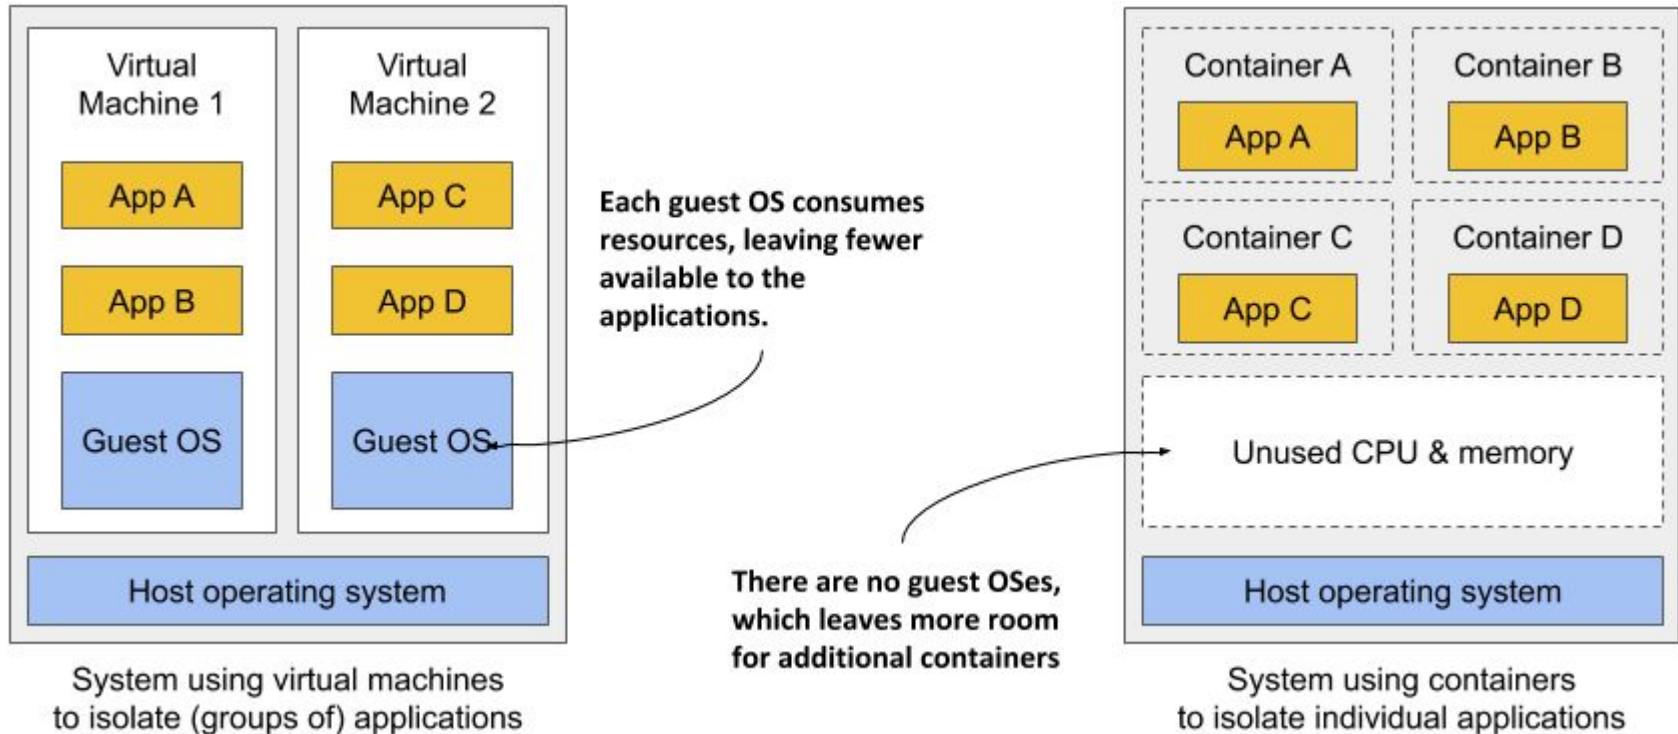 Virtual
Machine 1
App A
App B
Guest OS
Virtual
Machine 2
App C
App D
Guest OS
Host operating system
System using virtual machines
to isolate (groups of) applications
Each guest OS consumes
resources, leaving fewer
available to the
applications.
There are no guest OSes,
which leaves more room
for additional containers
Container A
App A
Container B
App B
Container C
App C
Container D
App D
Unused CPU & memory
Host operating system
System using containers
to isolate individual applications